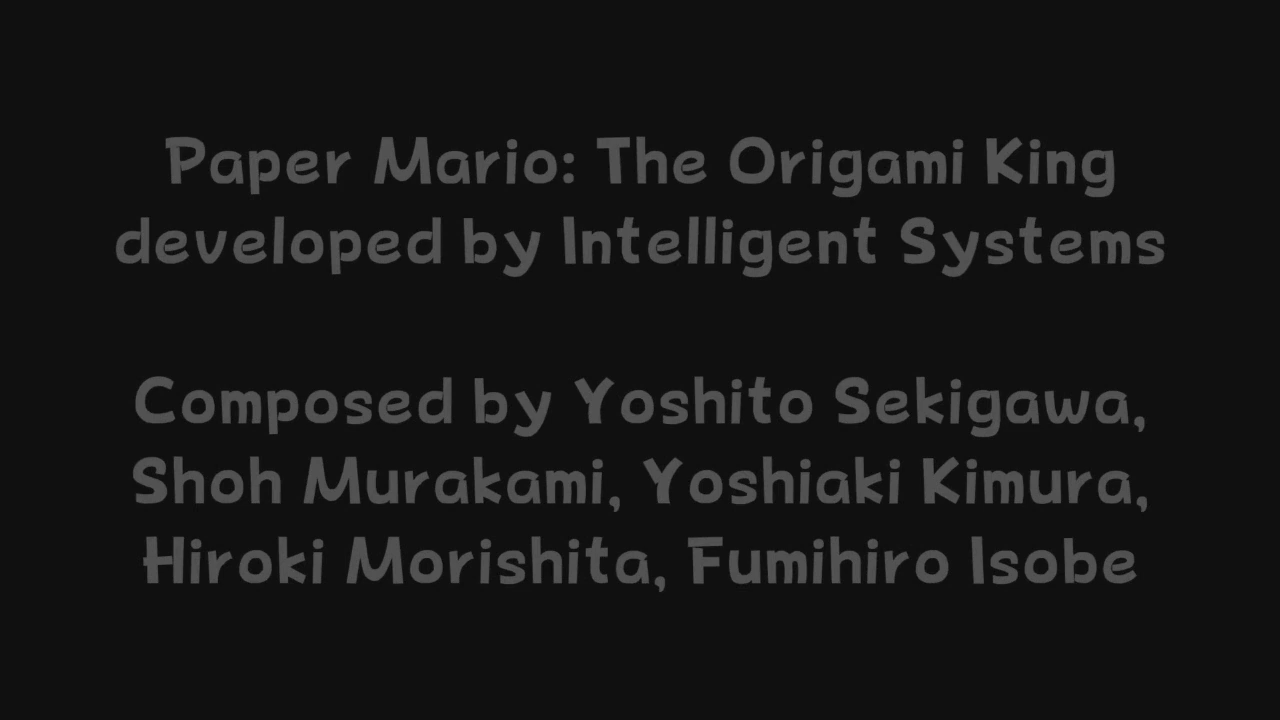 Paper Mario: The Origami King
developed by Intelligent Systems
Composed by Yoshito Sekigawa,
Shoh Murakami, Yoshiaki Kimura,
Hiroki Morishita, Fumihiro Isobe